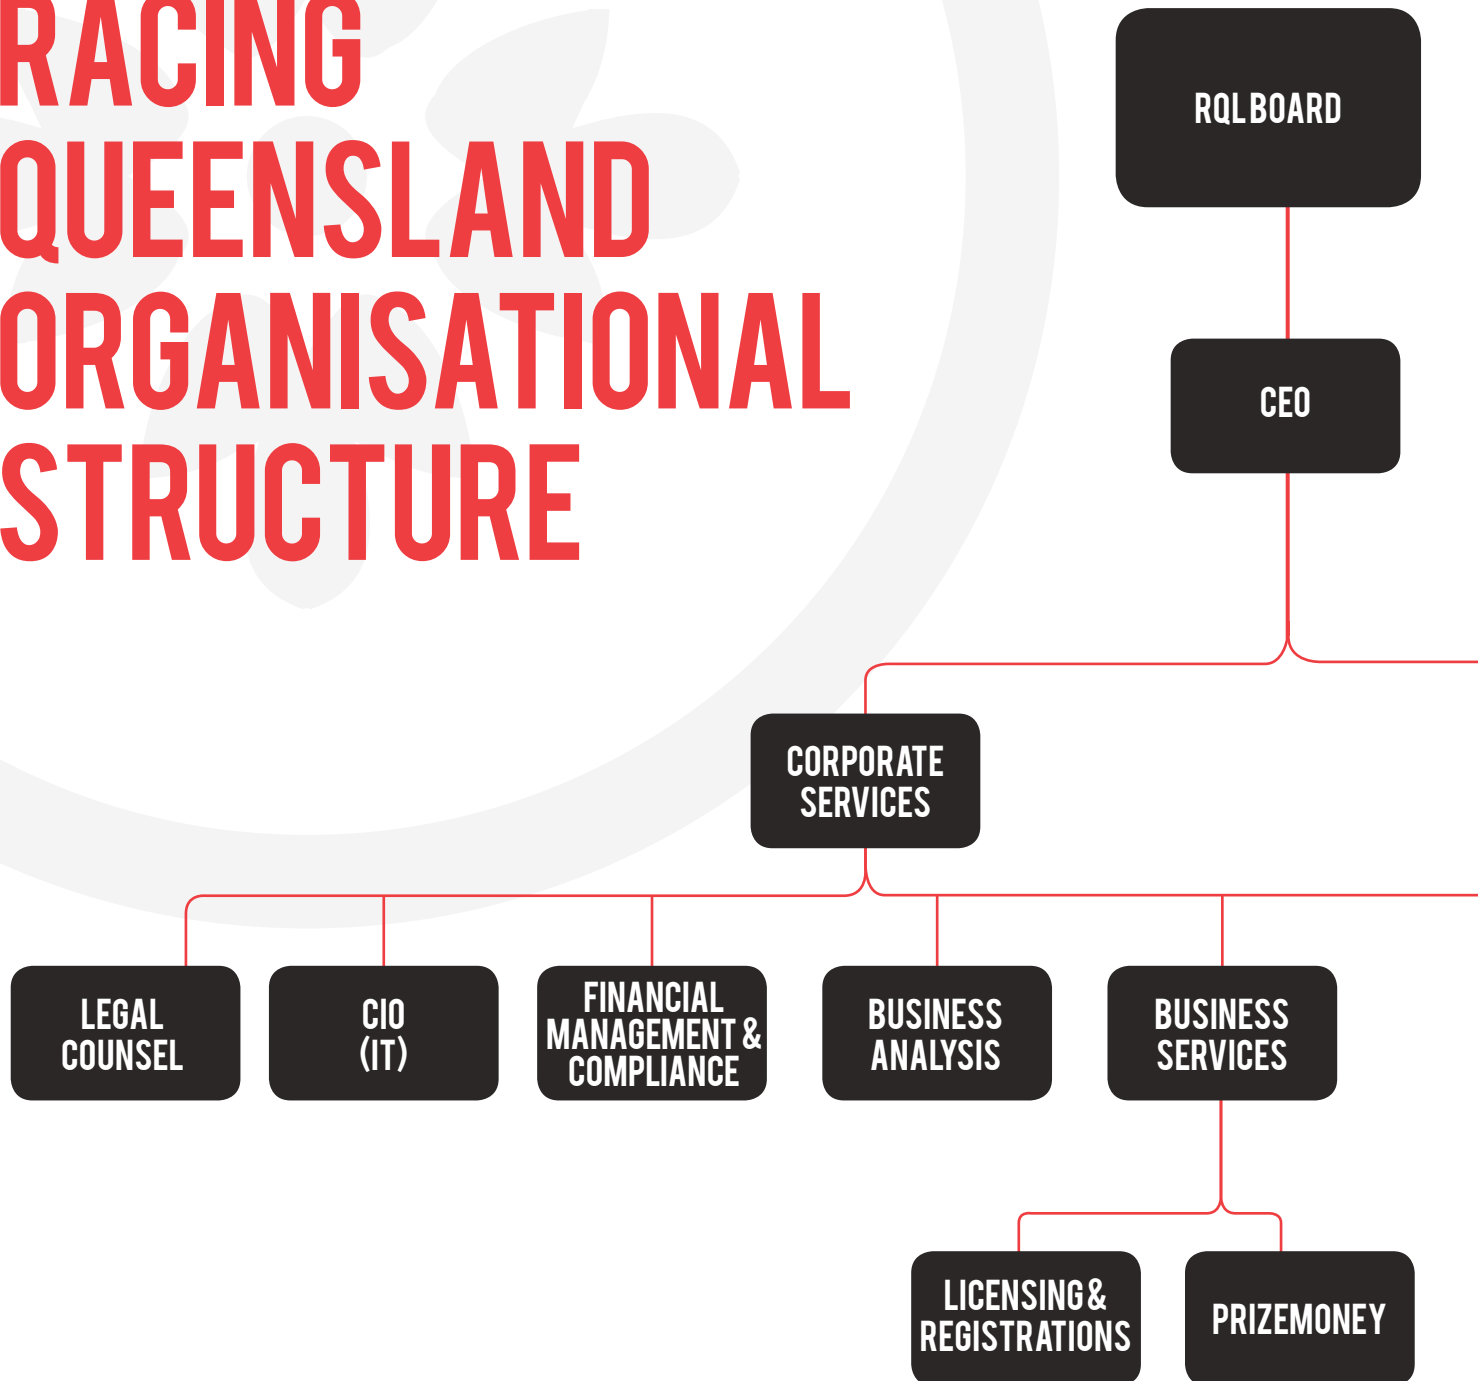 RACING
QUEENSLAND
ORGANISATIONAL
STRUCTURE
RQL BOARD
CEO
CORPORATE
SERVICES
LEGAL
COUNSEL
CIO
(IT)
FINANCIAL
MANAGEMENT &
COMPLIANCE
BUSINESS
ANALYSIS
BUSINESS
SERVICES
LICENSING &
REGISTRATIONS
PRIZEMONEY